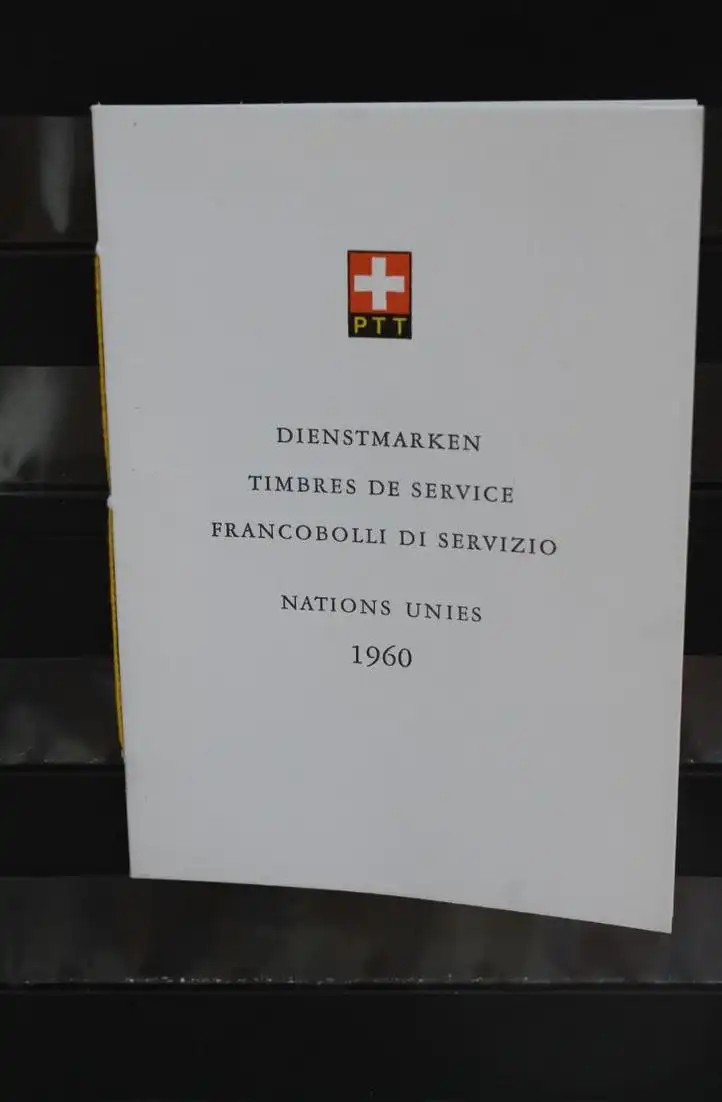 PTT
DIENSTMARKEN
TIMBRES DE SERVICE
FRANCOBOLLI DI SERVIZIO
NATIONS UNIES
1960